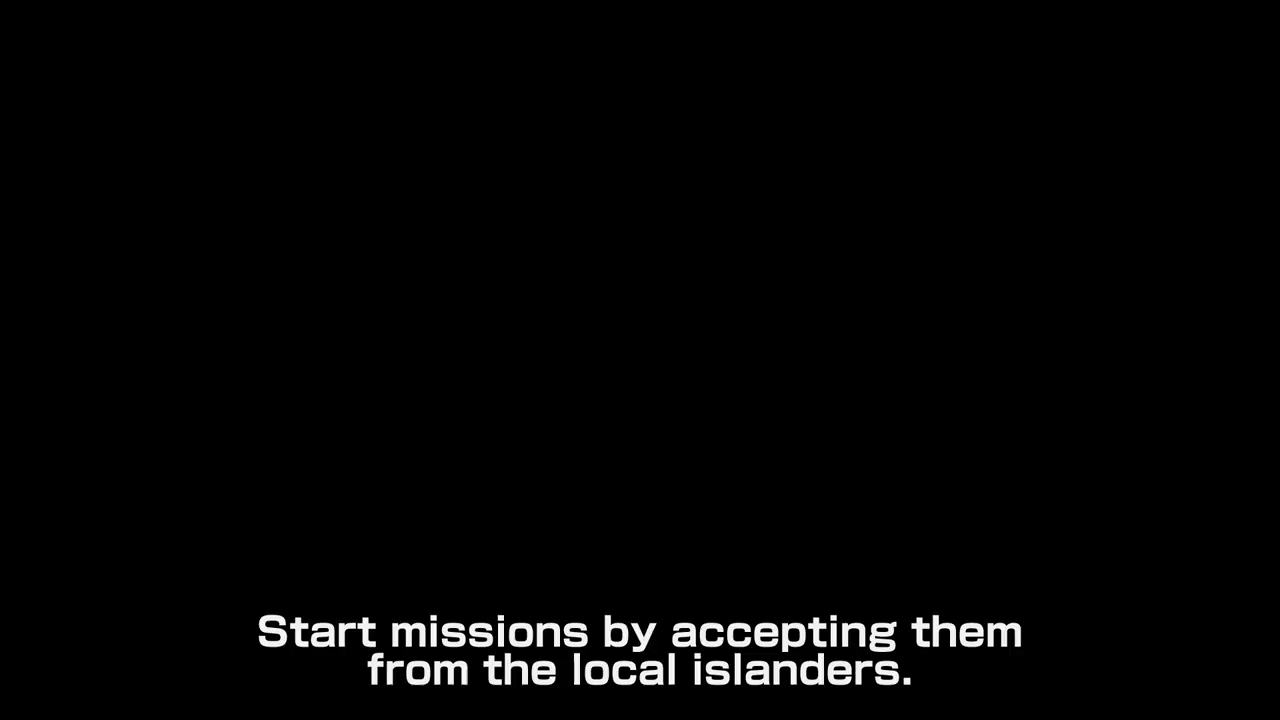 Start missions by accepting them
from the local islanders.